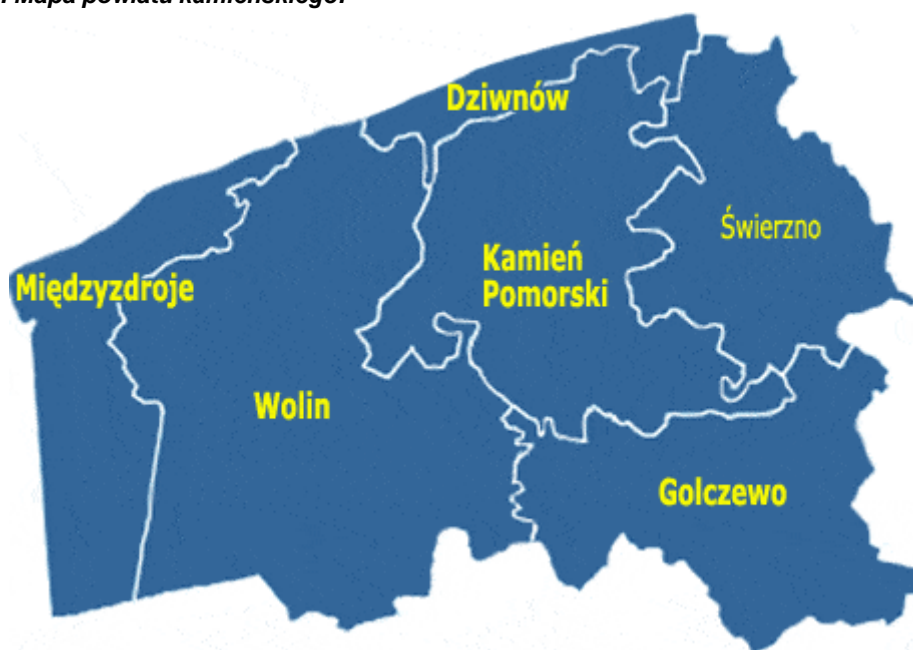 . Mapa powiatu kamieńskiego.
Dziwnów
Świerzno
Kamień
Pomorski
Międzyzdroje
Wolin
Golczewo